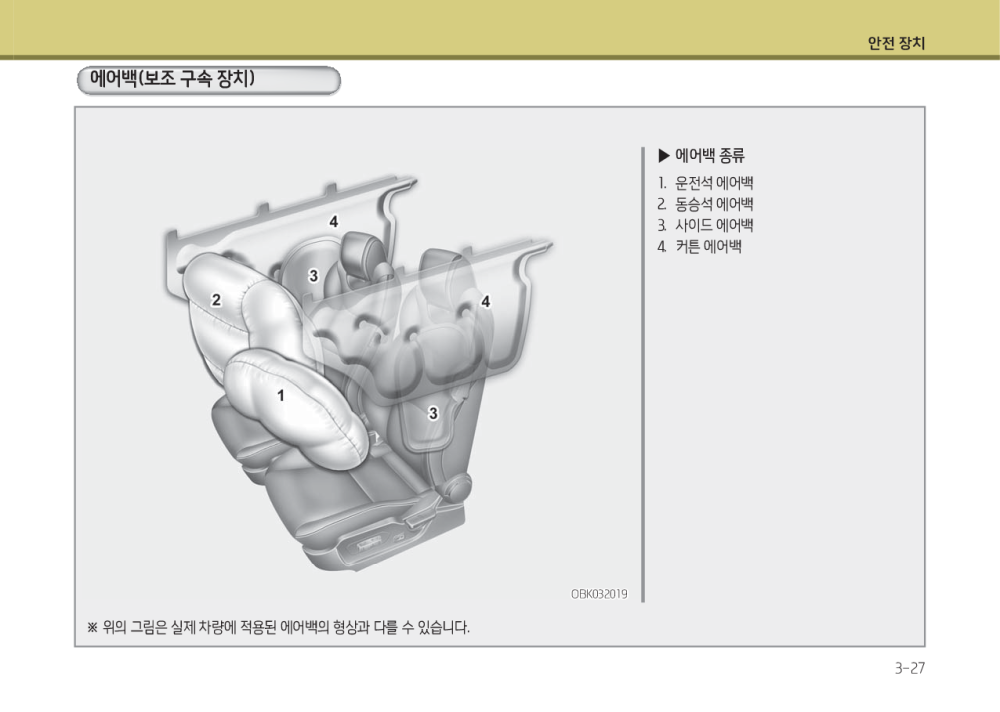 안전 장치
에어백(보조 구속 장치)
▶ 에어백 종류
1. 운전석 에어백
2. 동승석 에어백
3. 사이드 에어백
4. 커튼 에어백
4
3
2
4
1
3
OBK032019
※ 위의 그림은 실제 차량에 적용된 에어백의 형상과 다를 수 있습니다.
3-27